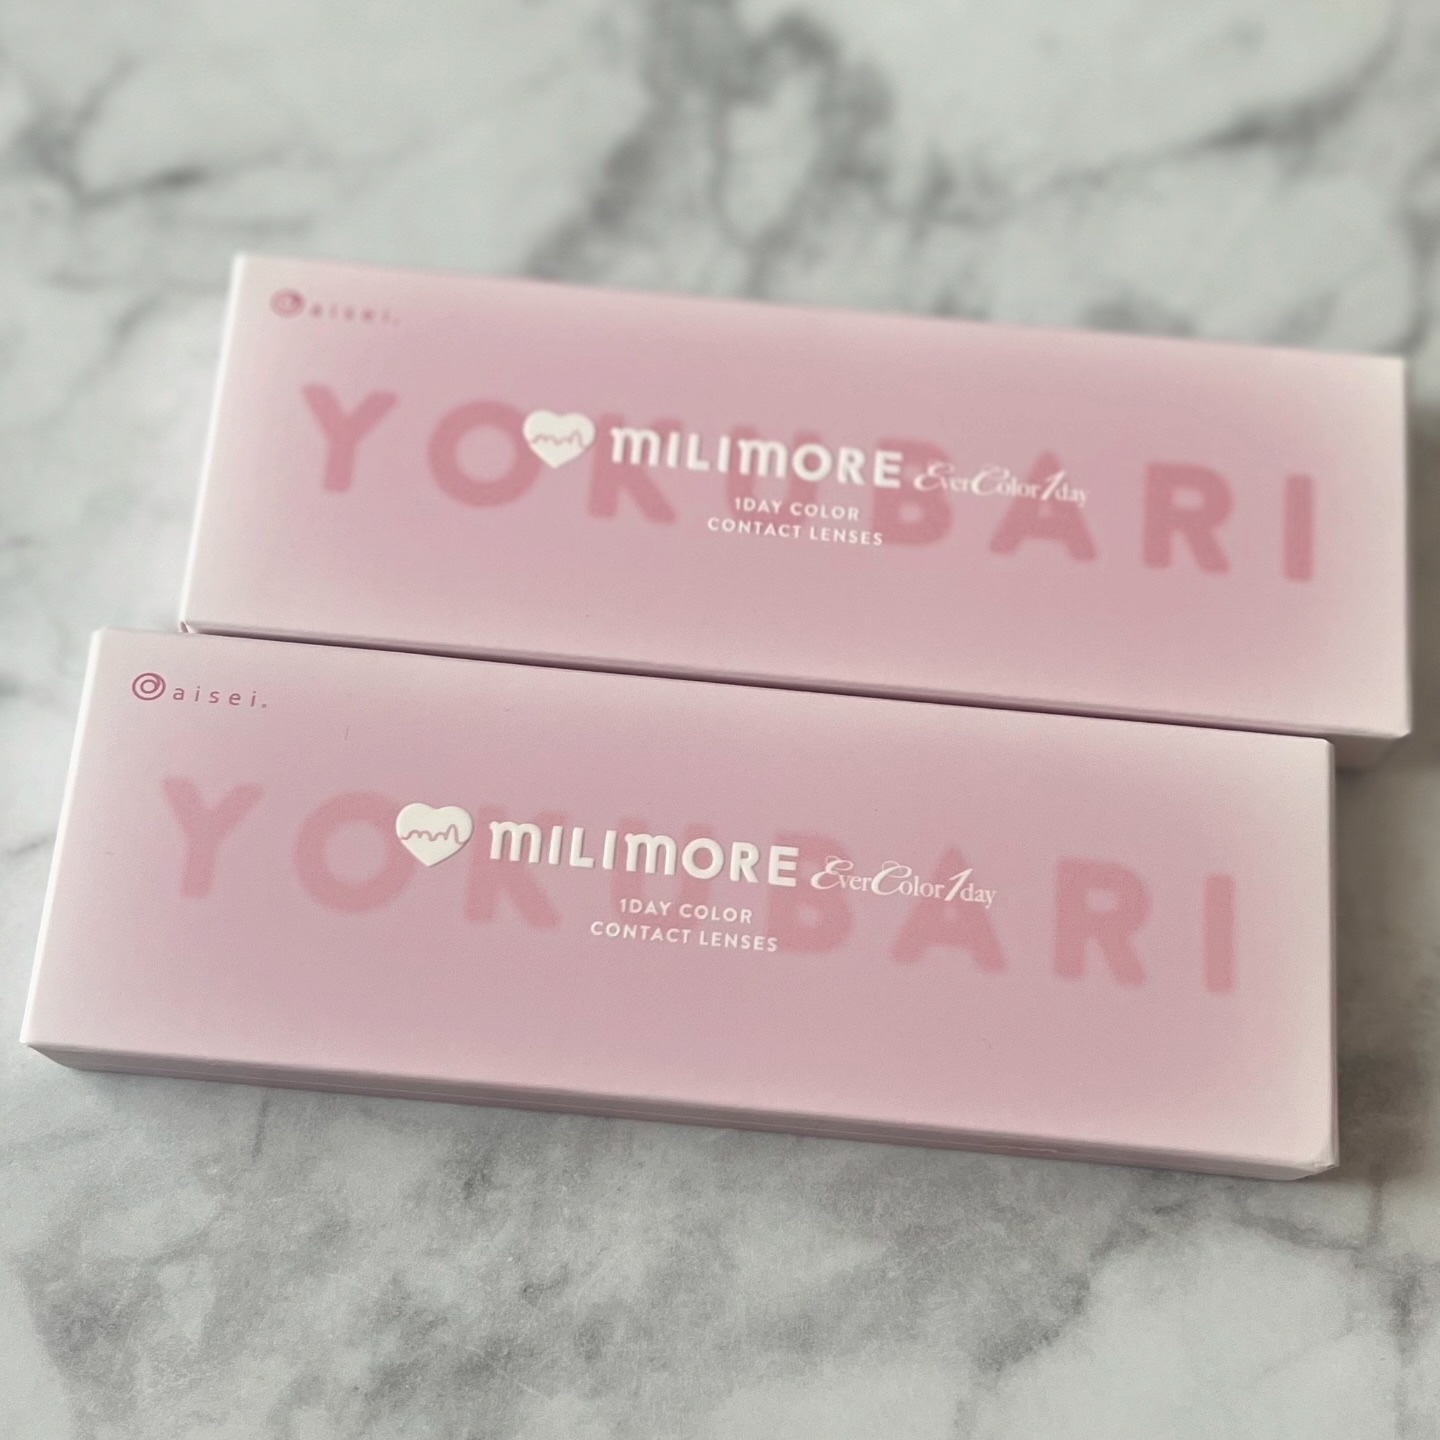 aisei.
YOKUBARI
MILIMORE EverColor1day
1DAY COLOR
CONTACT LENSES
aisei.
YOKUBARI
MILIMORE EverColor1day
1DAY COLOR
CONTACT LENSES